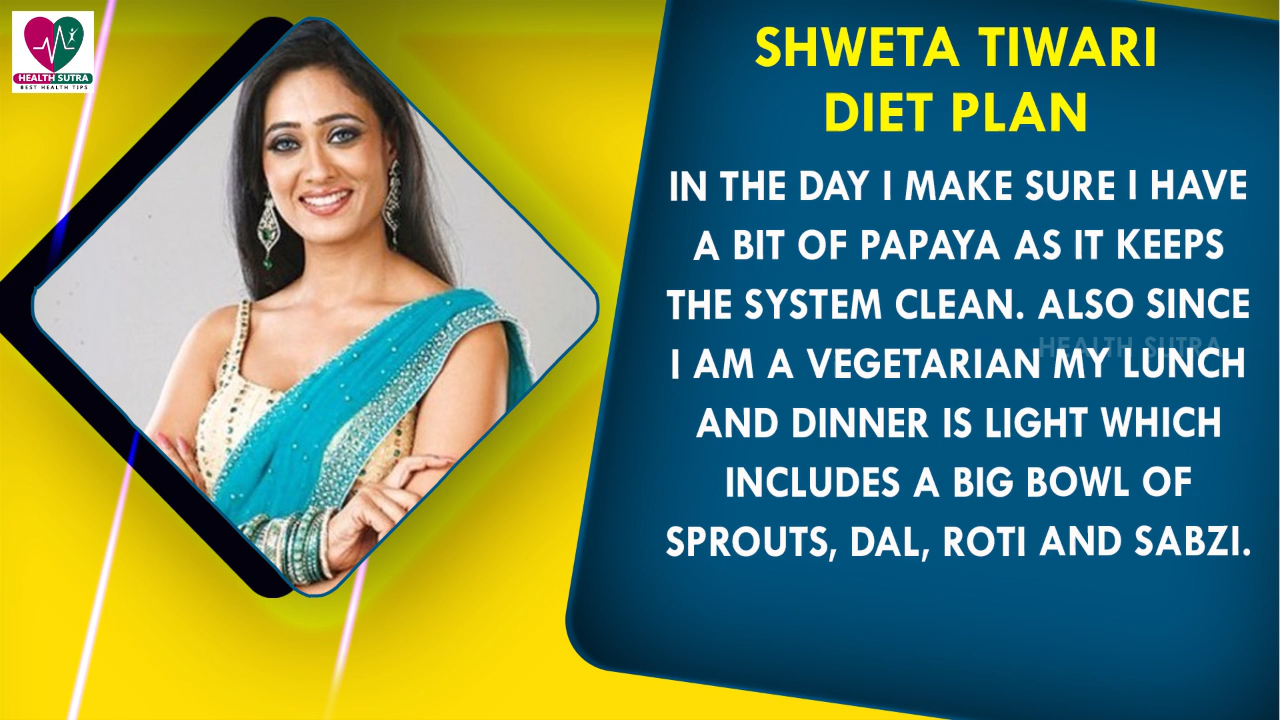 HEALTH SUTRA
BEST HEALTH TIPS
SHWETA TIWARI
DIET PLAN
IN THE DAY I MAKE SURE I HAVE
A BIT OF PAPAYA AS IT KEEPS
THE SYSTEM CLEAN. ALSO SINCE
HEALTH SUTRA
I AM A VEGETARIAN MY LUNCH
AND DINNER IS LIGHT WHICH
INCLUDES A BIG BOWL OF
SPROUTS, DAL, ROTI AND SABZI.